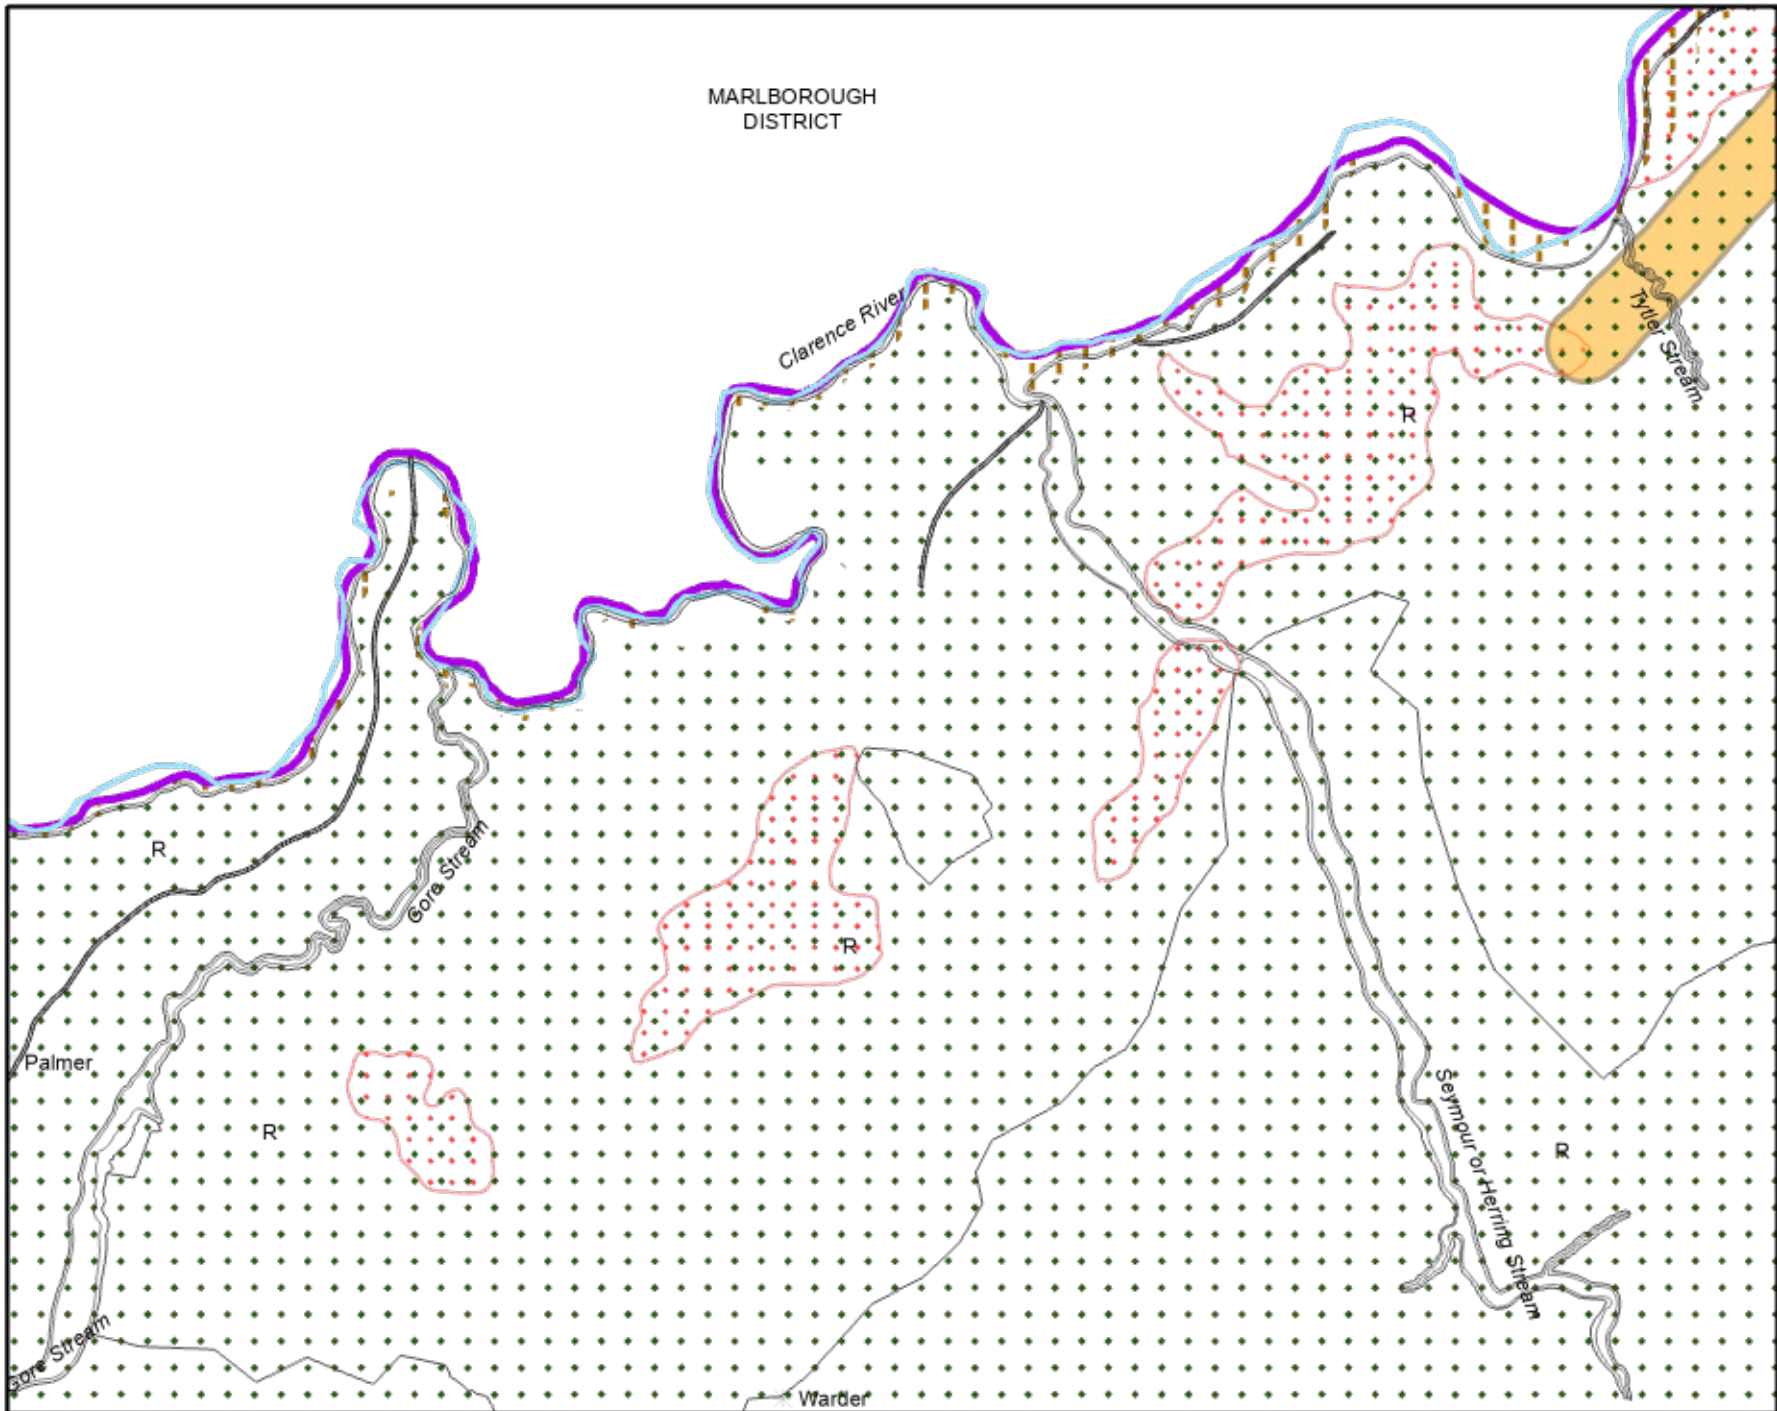 MARLBOROUGH
DISTRICT
Clarence River
Tytler Stream
R
R
Gore Stream
R
Palmer
Seymour or Herring Stream
R
R
Gore Stream
Warder